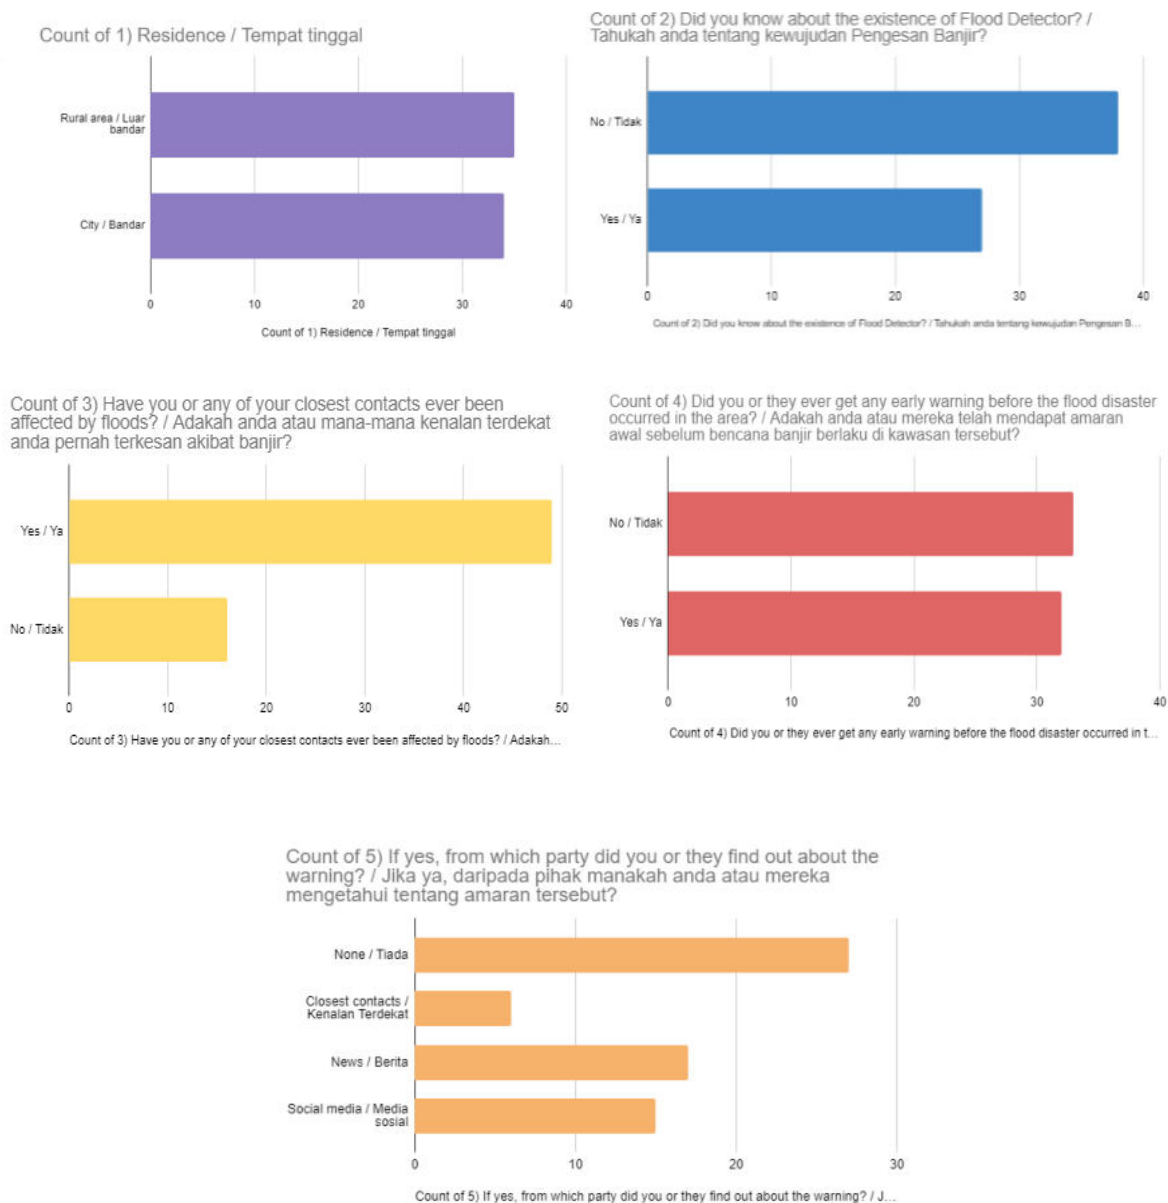 Count of 1) Residence / Tempat tinggal
Rural area / Luar
bandar
City / Bandar
0 10 20 30 40
Count of 1) Residence / Tempat tinggal
Count of 2) Did you know about the existence of Flood Detector? /
Tahukah anda tentang kewujudan Pengesan Banjir?
No / Tidak
Yes / Ya
0 10 20 30 40
Count of 2) Did you know about the existence of Flood Detector? / Tahukah anda tentang kewujudan Pengesan B...
Count of 3) Have you or any of your closest contacts ever been
affected by floods? / Adakah anda atau mana-mana kenalan terdekat
anda pernah terkesan akibat banjir?
Yes / Ya
No / Tidak
0 10 20 30 40 50
Count of 3) Have you or any of your closest contacts ever been affected by floods? / Adakah...
Count of 4) Did you or they ever get any early warning before the flood disaster
occurred in the area? / Adakah anda atau mereka telah mendapat amaran
awal sebelum bencana banjir berlaku di kawasan tersebut?
No / Tidak
Yes / Ya
0 10 20 30 40
Count of 4) Did you or they ever get any early warning before the flood disaster occurred in t...
Count of 5) If yes, from which party did you or they find out about the
warning? / Jika ya, daripada pihak manakah anda atau mereka
mengetahui tentang amaran tersebut?
None / Tiada
Closest contacts /
Kenalan Terdekat
News / Berita
Social media / Media
sosial
0 10 20 30
Count of 5) If yes, from which party did you or they find out about the warning? / J...